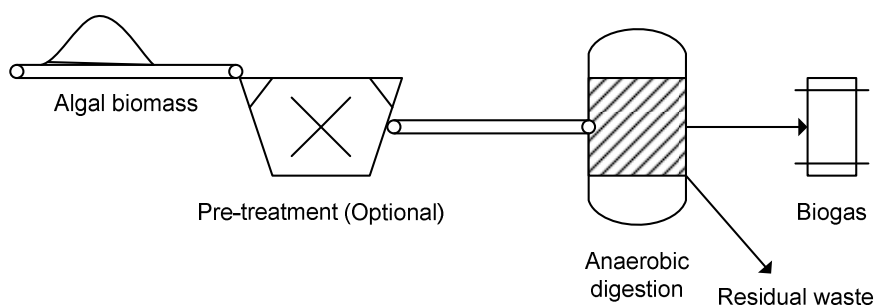 Algal biomass
Pre-treatment (Optional)
Anaerobic
digestion
Biogas
Residual waste